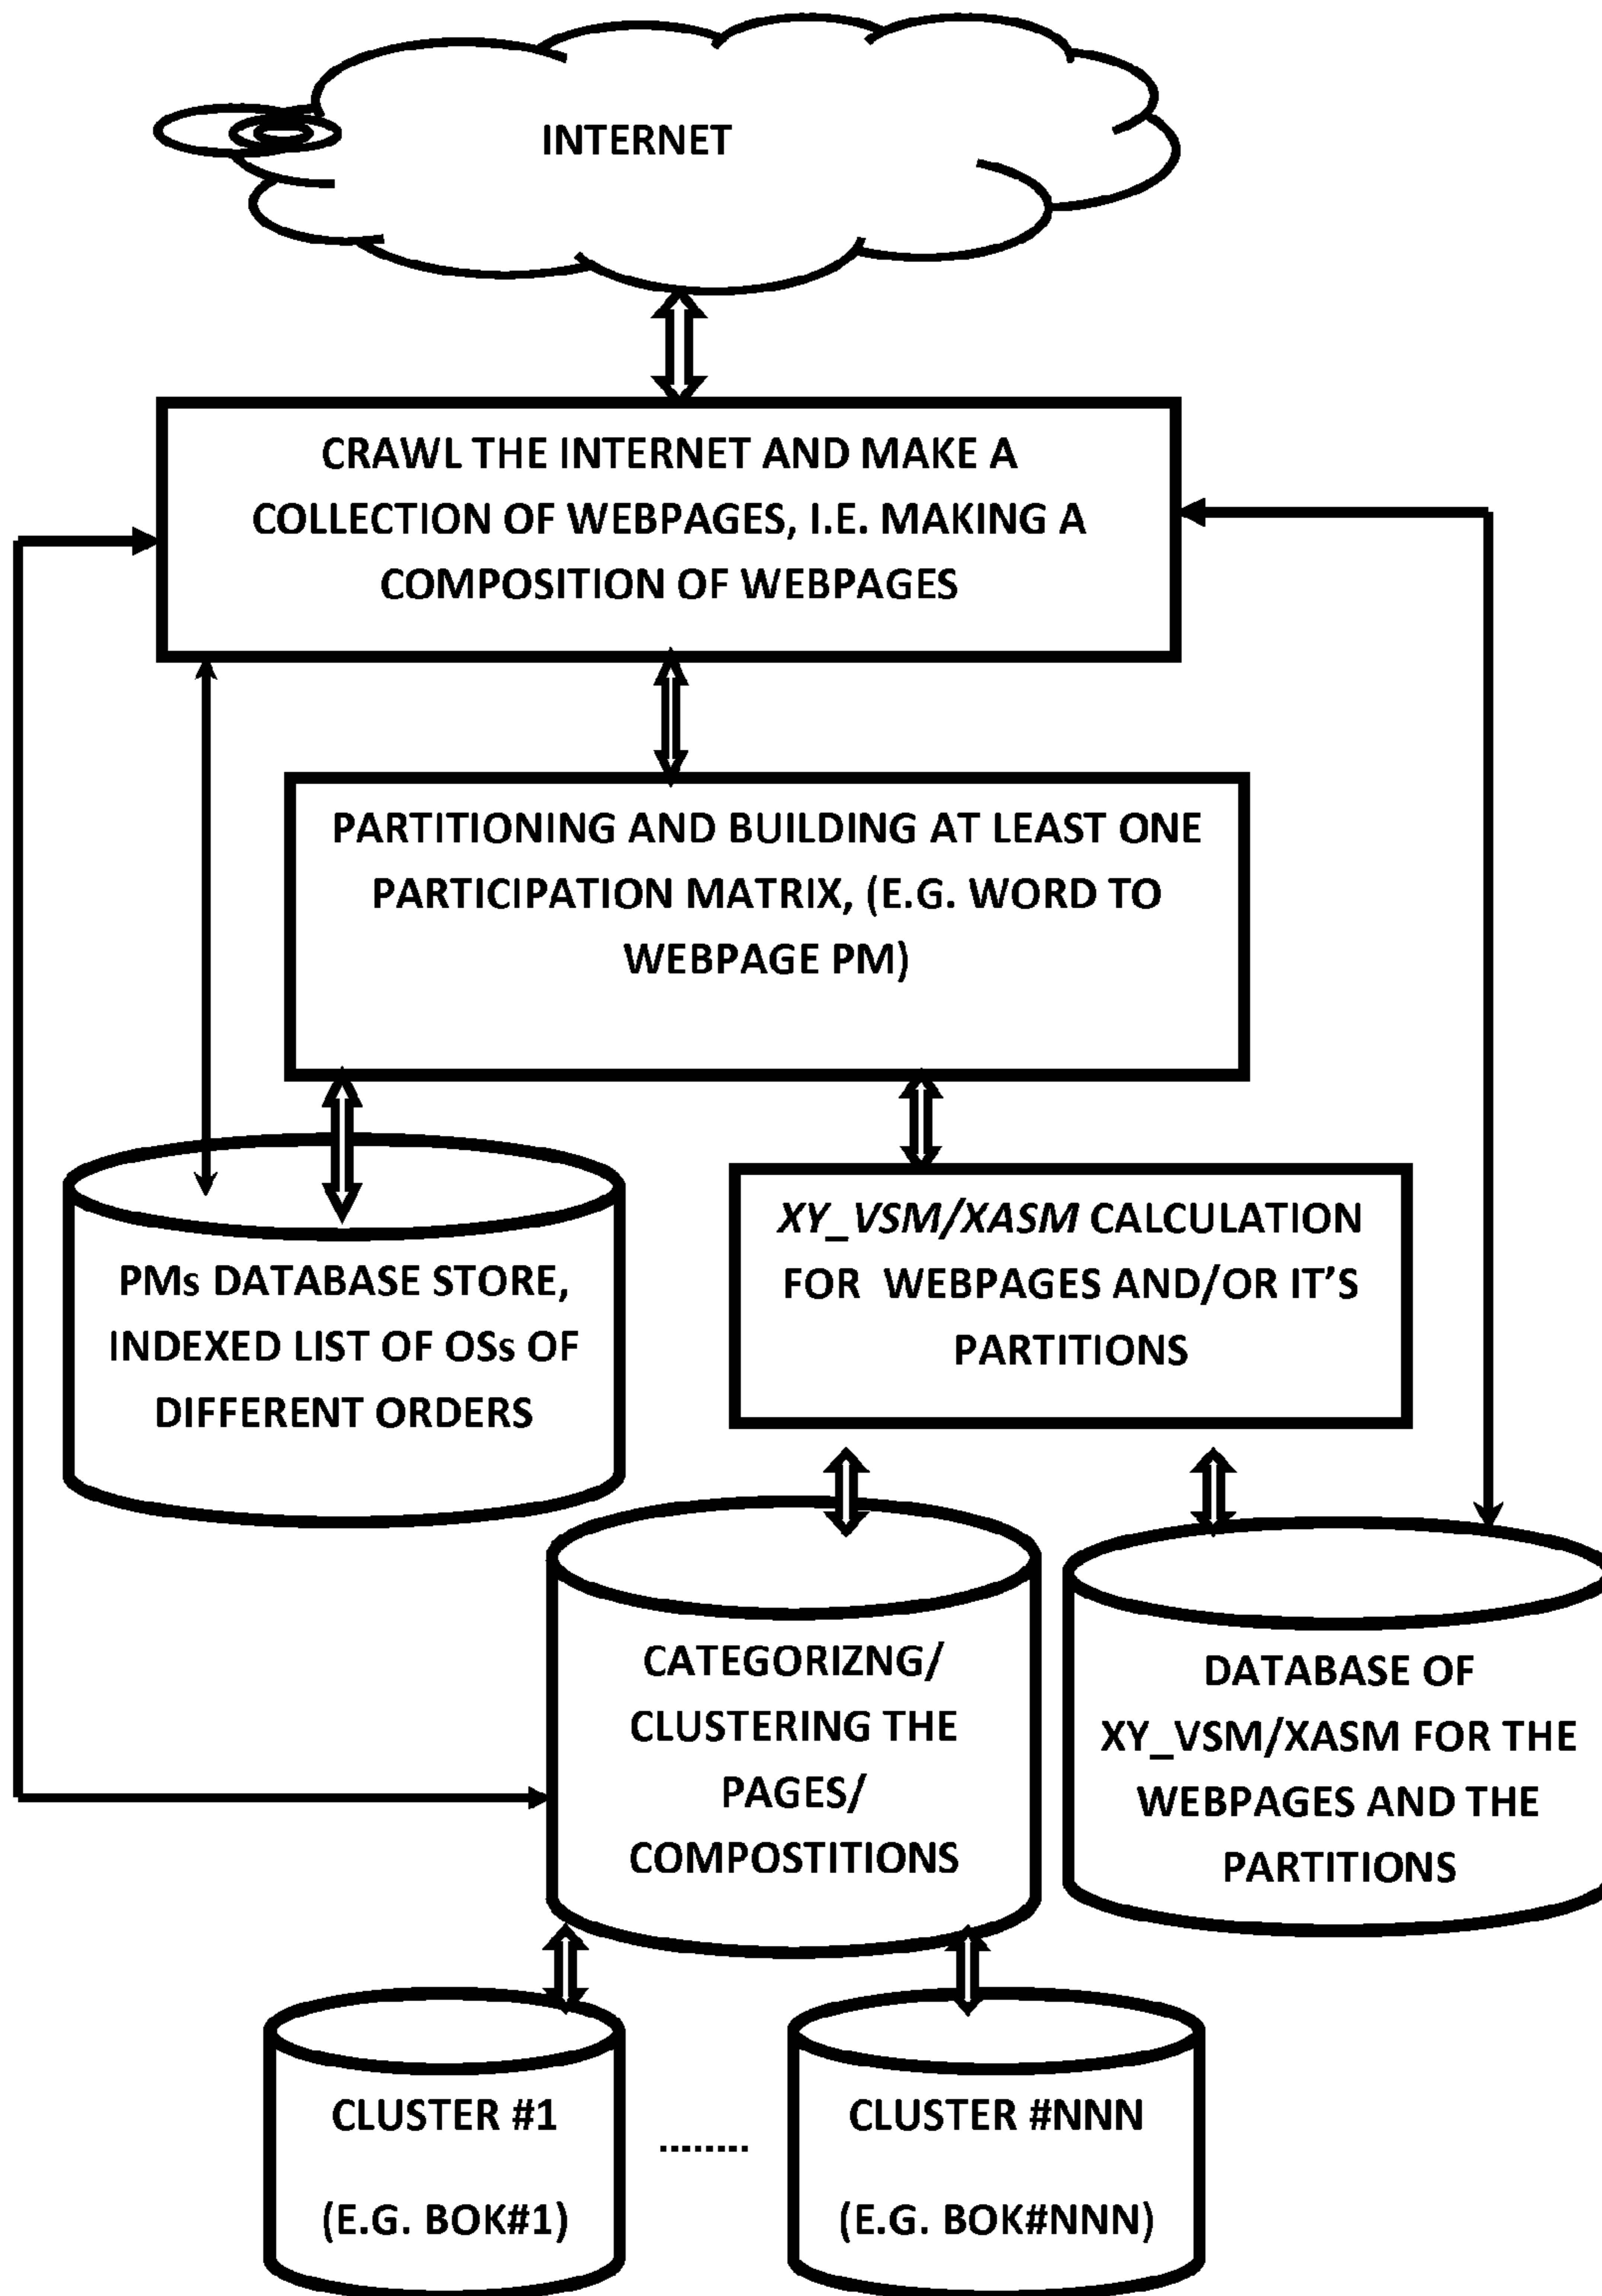 INTERNET
CRAWL THE INTERNET AND MAKE A
COLLECTION OF WEBPAGES, I.E. MAKING A
COMPOSITION OF WEBPAGES
PARTITIONING AND BUILDING AT LEAST ONE
PARTICIPATION MATRIX, (E.G. WORD TO
WEBPAGE PM)
PMs DATABASE STORE,
INDEXED LIST OF OSs OF
DIFFERENT ORDERS
XY_VSM/XASM CALCULATION
FOR WEBPAGES AND/OR IT'S
PARTITIONS
CATEGORIZNG/
CLUSTERING THE
PAGES/
COMPOSTITIONS
DATABASE OF
XY_VSM/XASM FOR THE
WEBPAGES AND THE
PARTITIONS
CLUSTER #1
(E.G. BOK#1)
........
CLUSTER #NNN
(E.G. BOK#NNN)